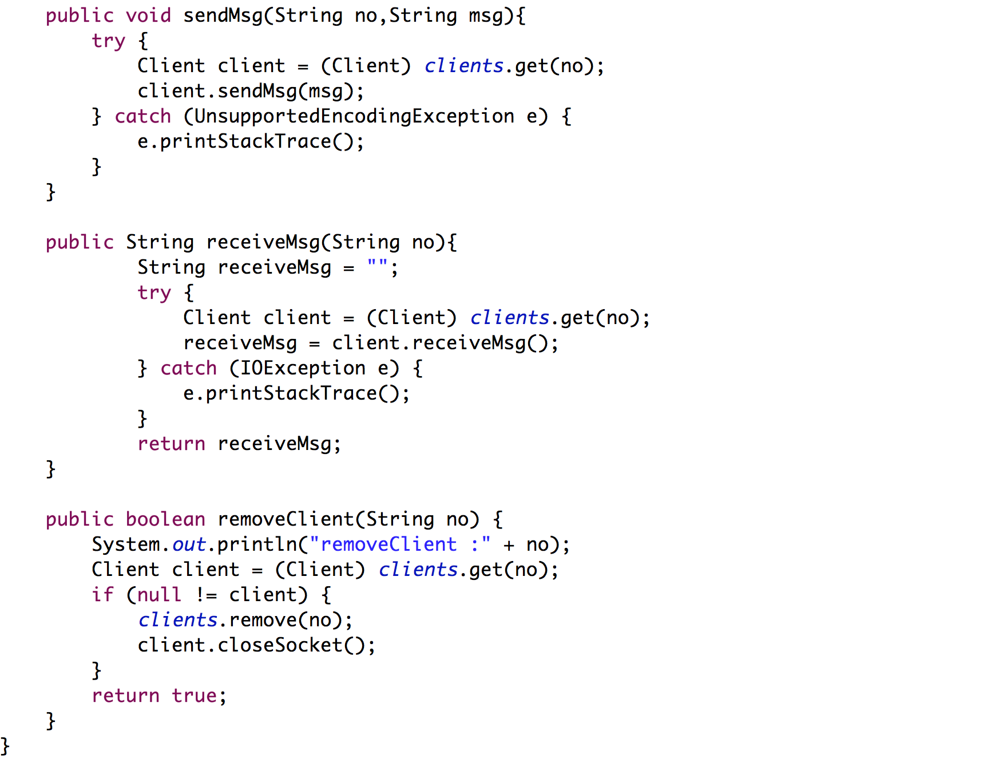 public void sendMsg(String no,String msg){
try {
Client client = (Client) clients.get(no);
client.sendMsg(msg);
} catch (UnsupportedEncodingException e) {
e.printStackTrace();
}
}
public String receiveMsg(String no){
String receiveMsg = "";
try {
Client client = (Client) clients.get(no);
receiveMsg = client.receiveMsg();
} catch (IOException e) {
e.printStackTrace();
}
return receiveMsg;
}
public boolean removeClient(String no) {
System.out.println("removeClient :" + no);
Client client = (Client) clients.get(no);
if (null != client) {
clients.remove(no);
client.closeSocket();
}
return true;
}
}